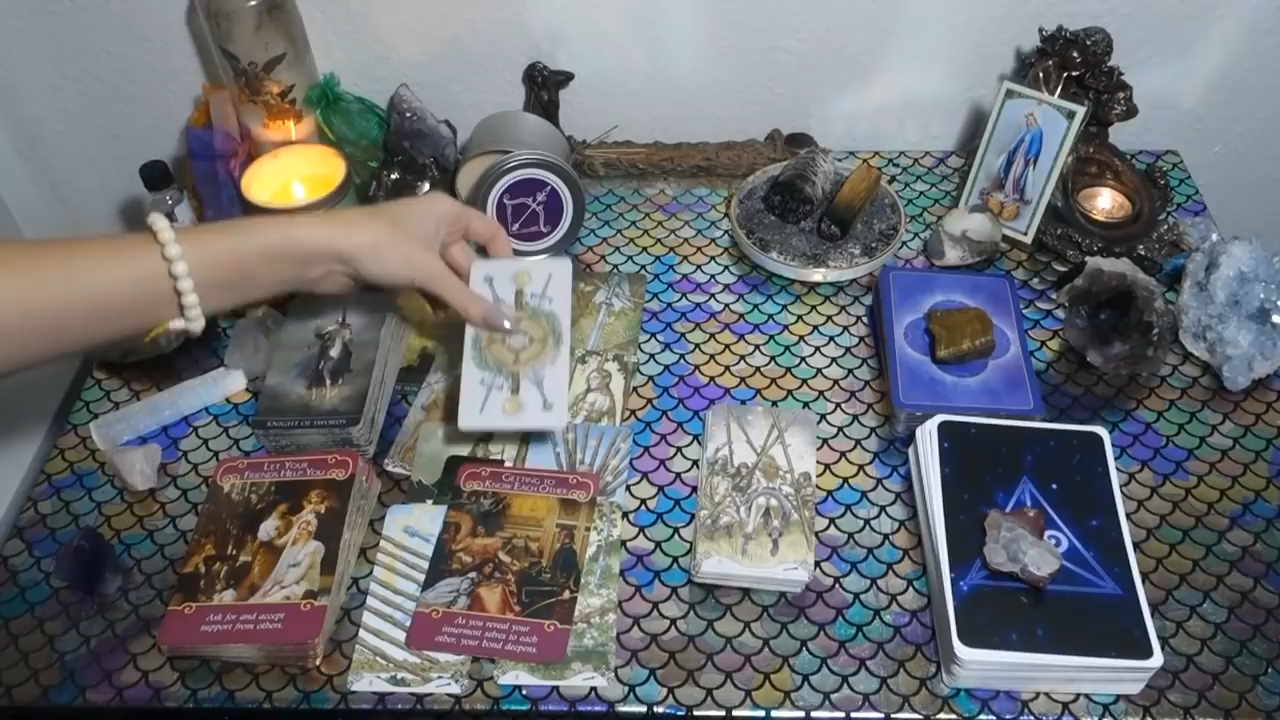 KNIGHT OF SWORDS
LET YOUR
FRIENDS HELP YOU
Ask for and accept
support from others.
GETTING TO
KNOW EACH OTHER
As you reveal your
innermost selves to each
other, your bond deepens.